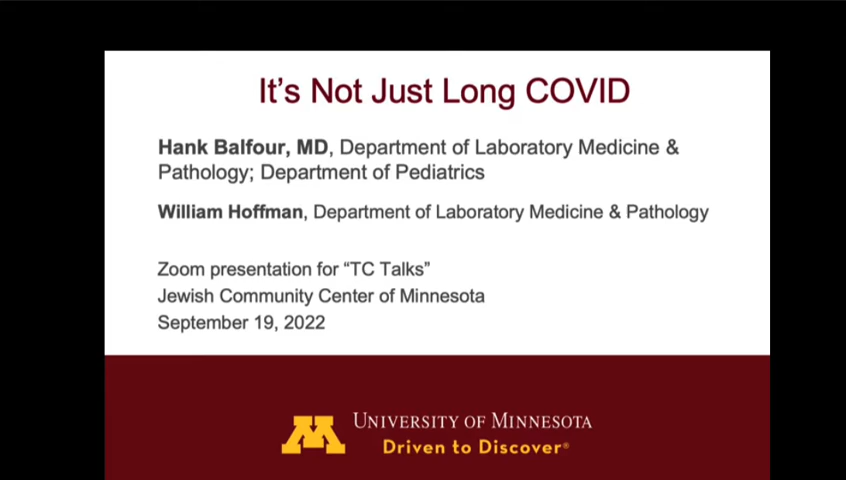 It's Not Just Long COVID
Hank Balfour, MD, Department of Laboratory Medicine &
Pathology; Department of Pediatrics
William Hoffman, Department of Laboratory Medicine & Pathology
Zoom presentation for “TC Talks”
Jewish Community Center of Minnesota
September 19, 2022
M
UNIVERSITY OF MINNESOTA
Driven to Discover®